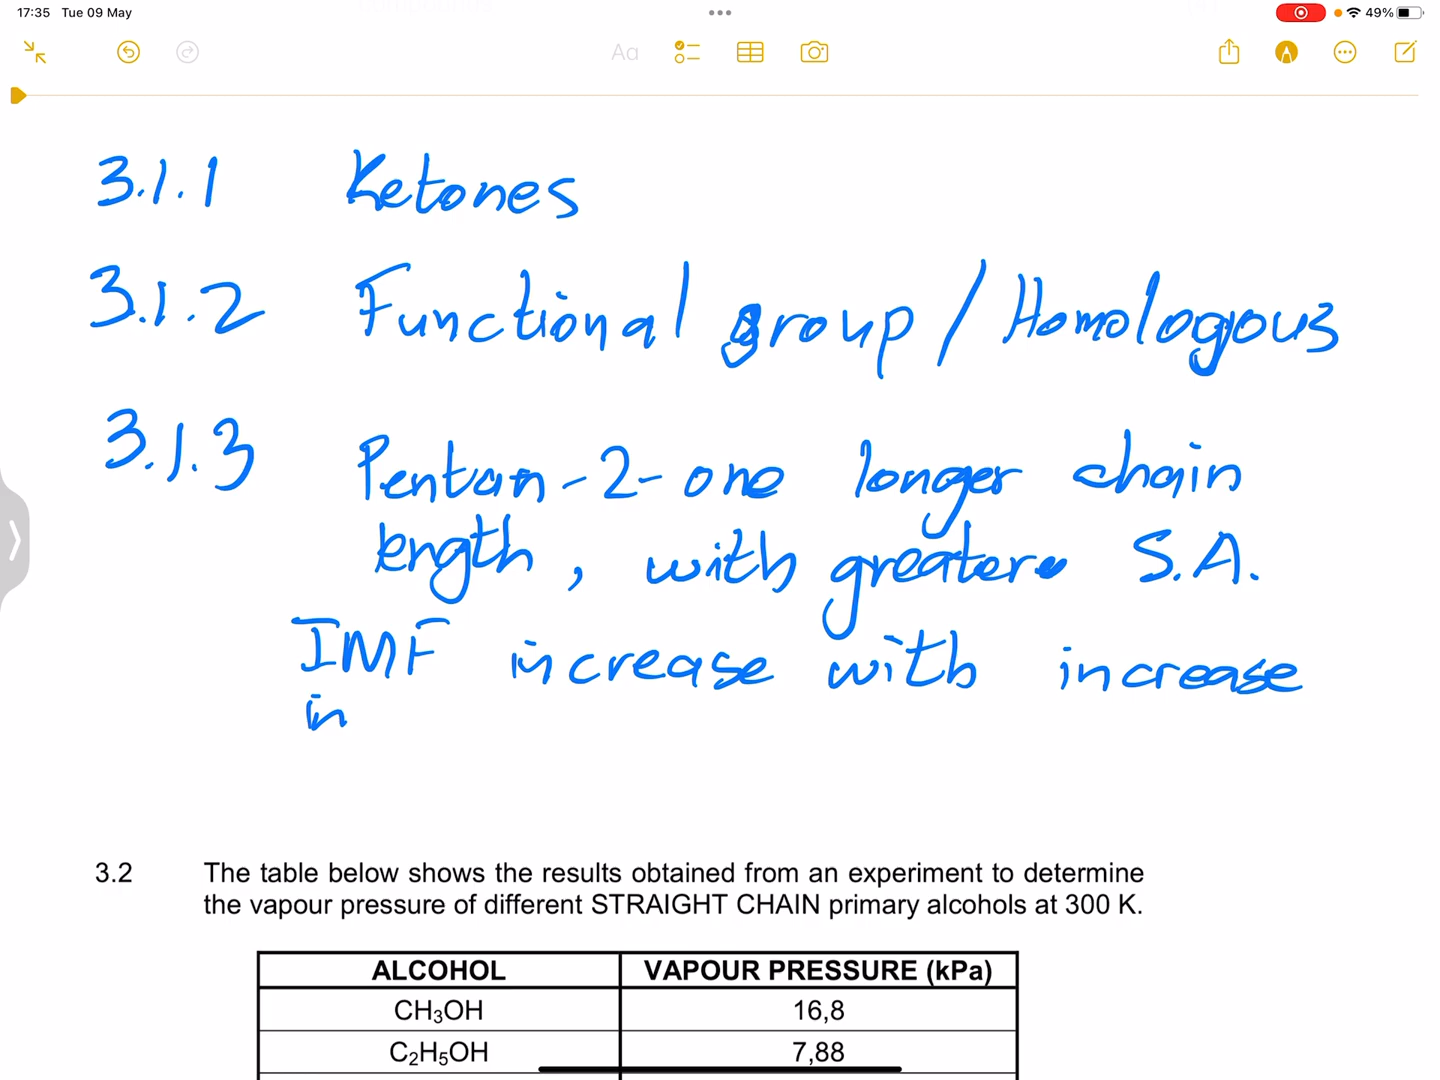 17:35 Tue 09 May
49%
Aa
3.1.1 Ketones
3.1.2 Functional group / Homologous
3.1.3 Pentan-2-one longer chain
length, with greater S.A.
IMF increase with increase
in
3.2 The table below shows the results obtained from an experiment to determine
the vapour pressure of different STRAIGHT CHAIN primary alcohols at 300 K.
ALCOHOL VAPOUR PRESSURE (kPa)
CH₃OH 16,8
C₂H₅OH 7,88